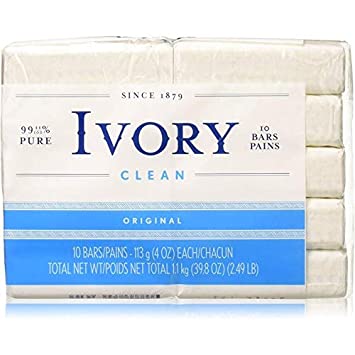 SINCE 1879
99 44/100%
PURE
IVORY
10
BARS
PAINS
CLEAN
ORIGINAL
10 BARS/PAINS - 113 g (4 OZ) EACH/CHACUN
TOTAL NET WT/POIDS NET TOTAL 1.1 kg (39.8 OZ) (2.49 LB)